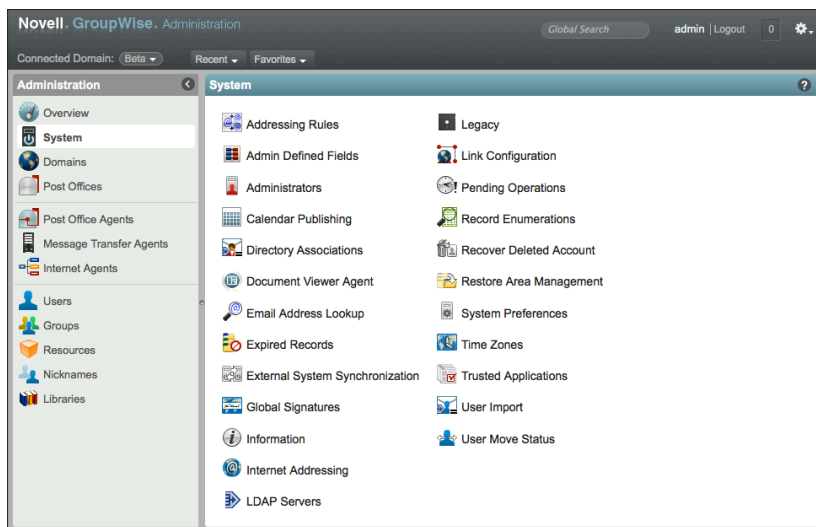 Novell. GroupWise. Administration
Global Search
admin | Logout
0
Connected Domain: Beta
Recent
Favorites
Administration
Overview
System
Domains
Post Offices
Post Office Agents
Message Transfer Agents
Internet Agents
Users
Groups
Resources
Nicknames
Libraries
System
?
Addressing Rules
Admin Defined Fields
Administrators
Calendar Publishing
Directory Associations
Document Viewer Agent
Email Address Lookup
Expired Records
External System Synchronization
Global Signatures
Information
Internet Addressing
LDAP Servers
Legacy
Link Configuration
Pending Operations
Record Enumerations
Recover Deleted Account
Restore Area Management
System Preferences
Time Zones
Trusted Applications
User Import
User Move Status